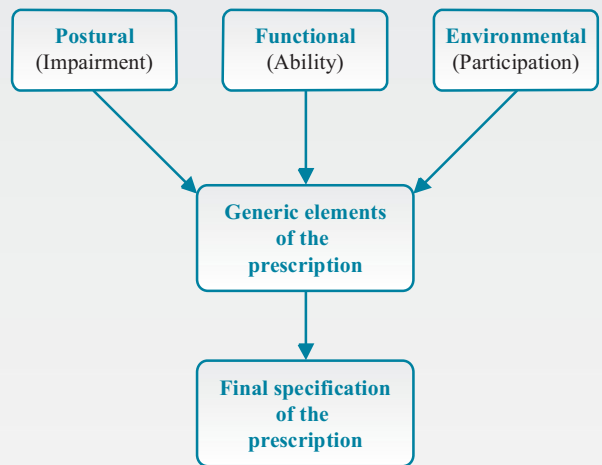 Postural
(Impairment)
Functional
(Ability)
Environmental
(Participation)
Generic elements
of the
prescription
Final specification
of the
prescription